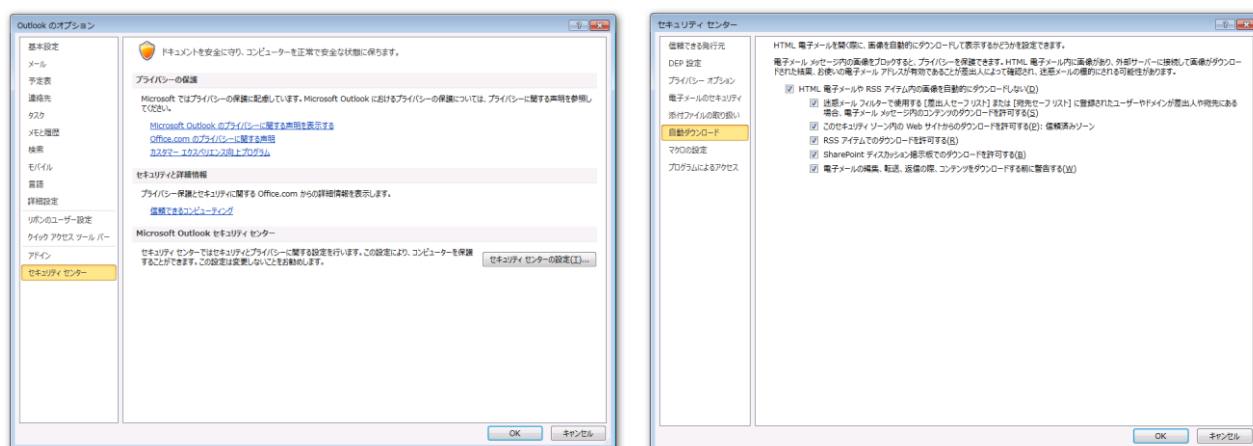 Outlook のオプション
基本設定
メール
予定表
連絡先
タスク
メモと履歴
検索
モバイル
言語
詳細設定
リボンのユーザー設定
クイック アクセス ツール バー
アドイン
セキュリティ センター
ドキュメントを安全に守り、コンピューターを正常で安全な状態に保ちます。
プライバシーの保護
Microsoft ではプライバシーの保護に配慮しています。Microsoft Outlook におけるプライバシーの保護については、プライバシーに関する声明を参照し
てください。
Microsoft Outlook のプライバシーに関する声明を表示する
Office.com のプライバシーに関する声明
カスタマー エクスペリエンス向上プログラム
セキュリティと詳細情報
プライバシー保護とセキュリティに関する Office.com からの詳細情報を表示します。
信頼できるコンピューティング
Microsoft Outlook セキュリティ センター
セキュリティ センターではセキュリティとプライバシーに関する設定を行います。この設定により、コンピューターを保護
することができます。この設定は変更しないことをお勧めします。
セキュリティ センターの設定(T)...
OK
キャンセル
セキュリティ センター
信頼できる発行元
DEP 設定
プライバシー オプション
電子メールのセキュリティ
添付ファイルの取り扱い
自動ダウンロード
マクロの設定
プログラムによるアクセス
HTML 電子メールを開く際に、画像を自動的にダウンロードして表示するかどうかを設定できます。
電子メール メッセージ内の画像をブロックすると、プライバシーを保護できます。HTML 電子メール内に画像があり、外部サーバーに接続して画像がダウンロー
ドされた結果、お使いの電子メール アドレスが有効であることが差出人によって確認され、迷惑メールの標的にされる可能性があります。
HTML 電子メールや RSS アイテム内の画像を自動的にダウンロードしない(D)
迷惑メール フィルターで使用する [差出人セーフ リスト] または [宛先セーフ リスト] に登録されたユーザーやドメインが差出人や宛先にある
場合、電子メール メッセージ内のコンテンツのダウンロードを許可する(S)
このセキュリティ ゾーン内の Web サイトからのダウンロードを許可する(P): 信頼済みゾーン
RSS アイテムでのダウンロードを許可する(R)
SharePoint ディスカッション掲示板でのダウンロードを許可する(B)
電子メールの編集、転送、返信の際、コンテンツをダウンロードする前に警告する(W)
OK
キャンセル